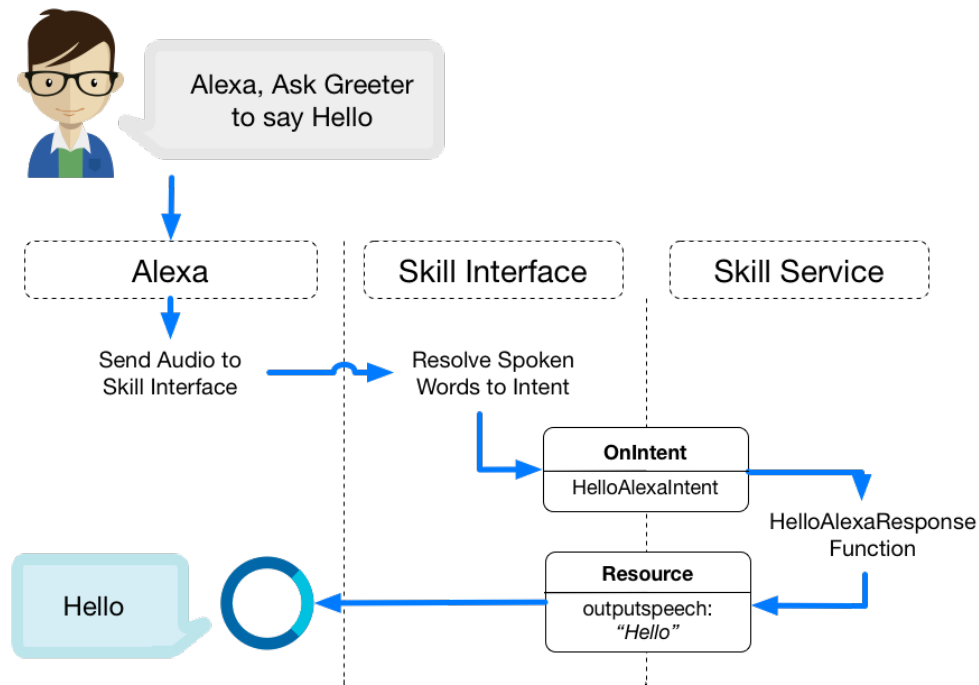 Alexa, Ask Greeter
to say Hello
Alexa
Skill Interface
Skill Service
Send Audio to
Skill Interface
Resolve Spoken
Words to Intent
OnIntent
HelloAlexaIntent
HelloAlexaResponse
Function
Resource
outputspeech:
“Hello”
Hello